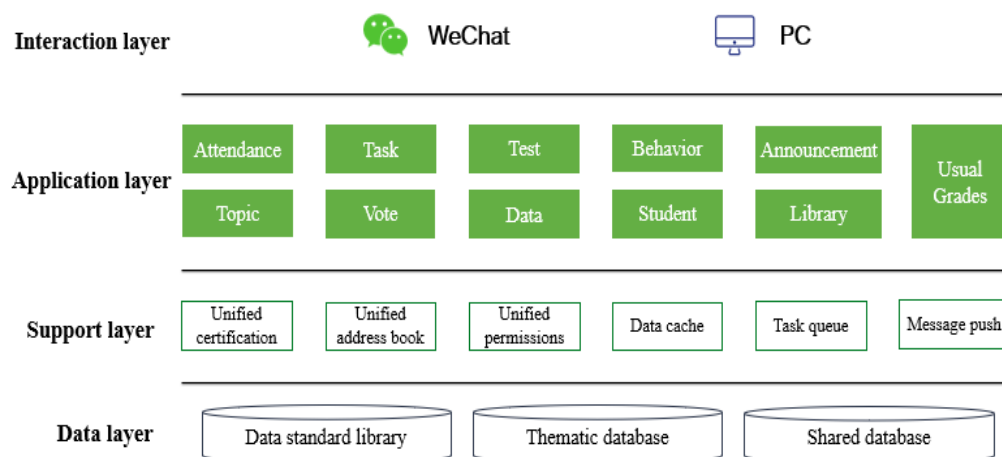 Interaction layer
WeChat
PC
Application layer
Attendance
Task
Test
Behavior
Announcement
Usual
Grades
Topic
Vote
Data
Student
Library
Support layer
Unified
certification
Unified
address book
Unified
permissions
Data cache
Task queue
Message push
Data layer
Data standard library
Thematic database
Shared database